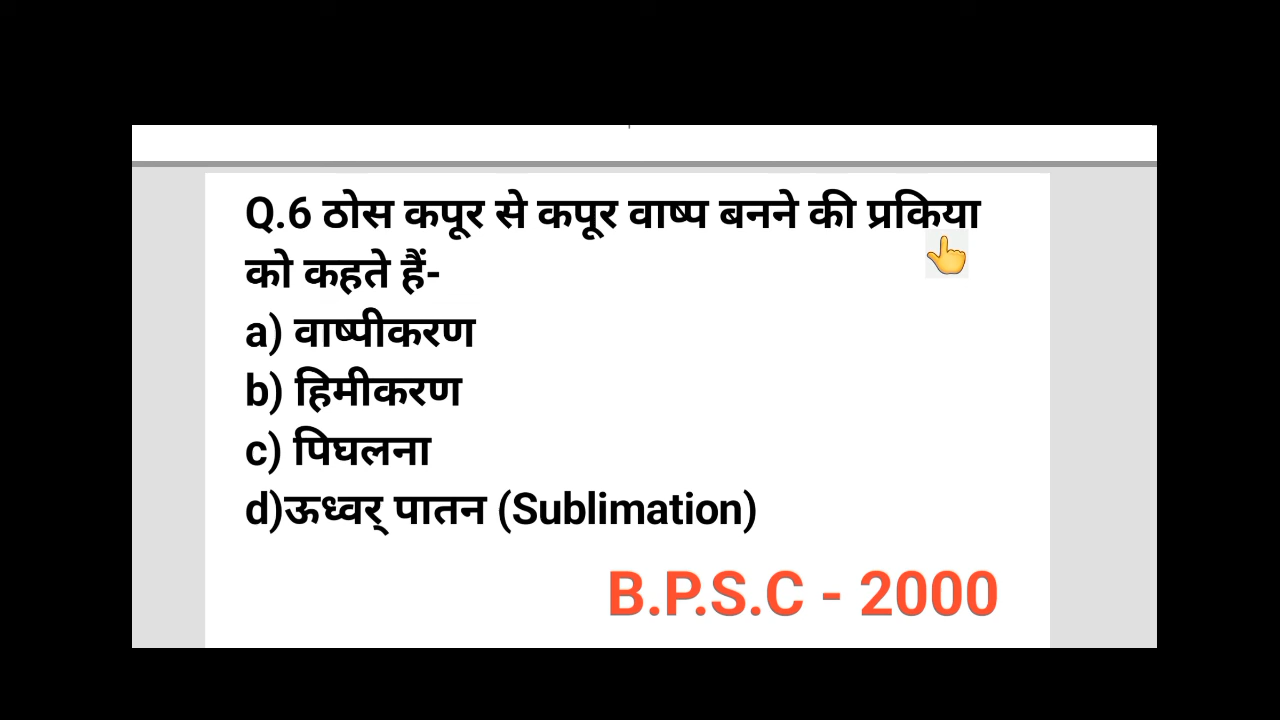 Q.6 ठोस कपूर से कपूर वाष्प बनने की प्रकिया
को कहते हैं-
a) वाष्पीकरण
b) हिमीकरण
c) पिघलना
d)ऊध्वर् पातन (Sublimation)
B.P.S.C - 2000